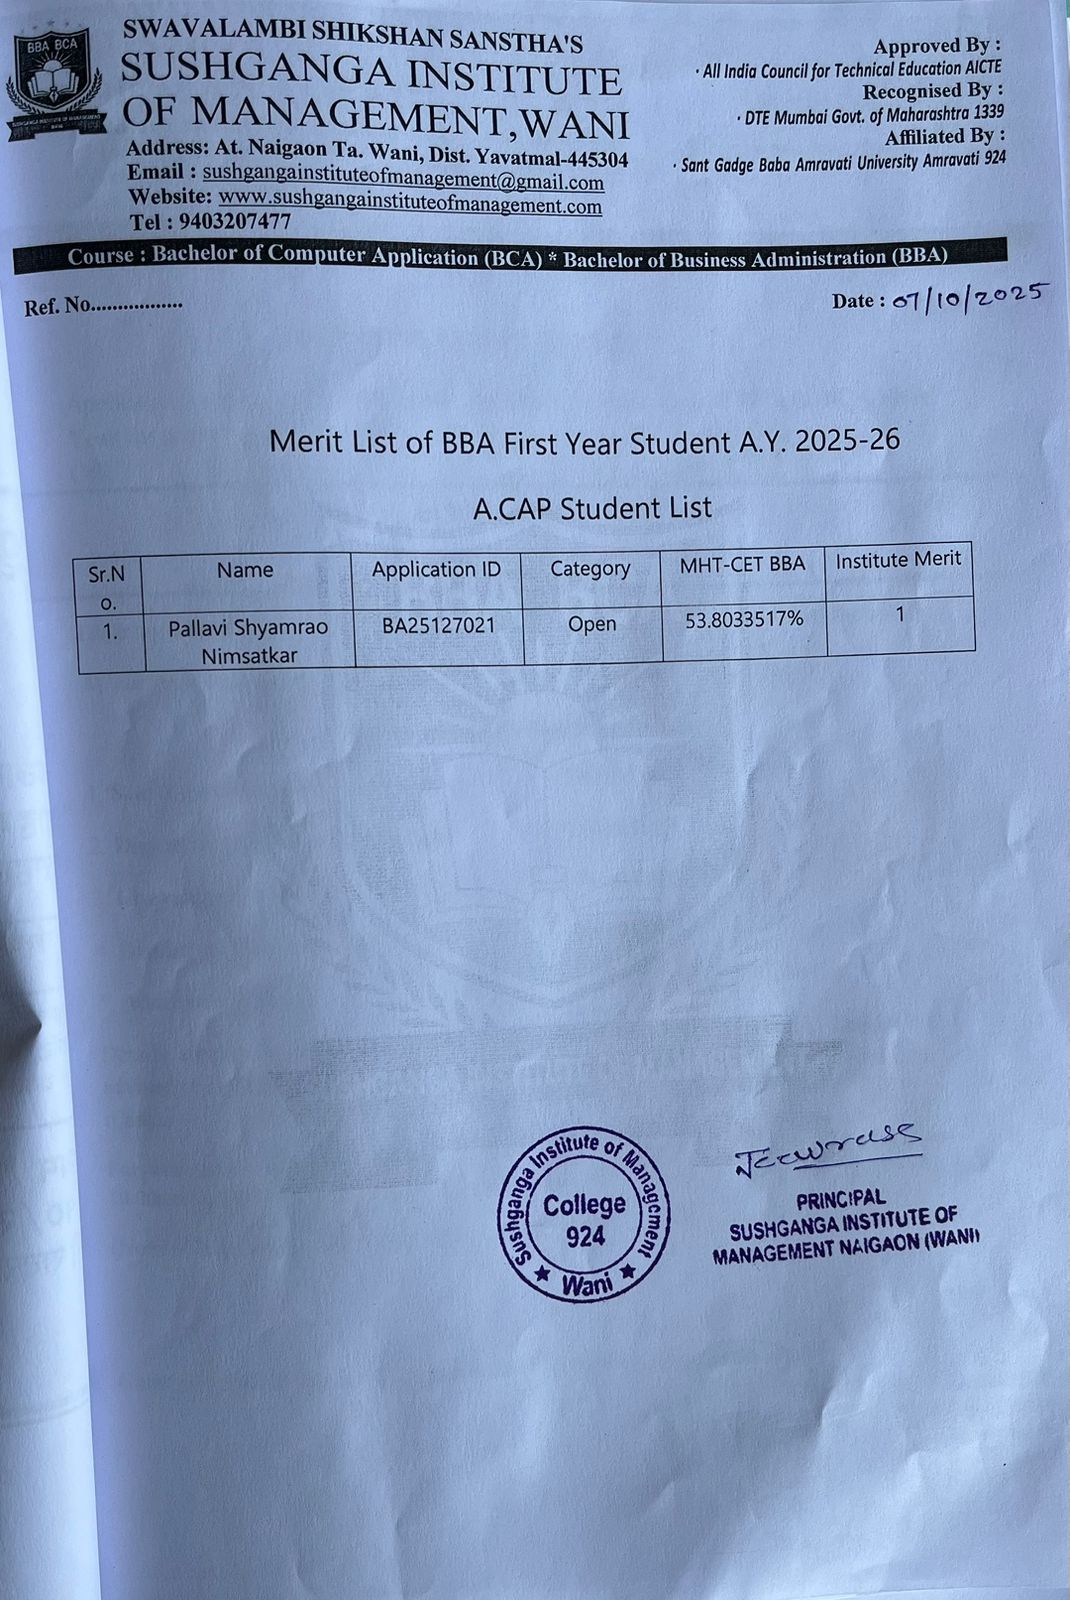 BBA BCA
SWAVALAMBI SHIKSHAN SANSTHA'S
SUSHGANGA INSTITUTE
OF MANAGEMENT,WANI
Address: At. Naigaon Ta. Wani, Dist. Yavatmal-445304
Email : sushgangainstituteofmanagement@gmail.com
Website: www.sushgangainstituteofmanagement.com
Tel : 9403207477
Approved By :
· All India Council for Technical Education AICTE
Recognised By :
· DTE Mumbai Govt. of Maharashtra 1339
Affiliated By :
· Sant Gadge Baba Amravati University Amravati 924
Course : Bachelor of Computer Application (BCA) * Bachelor of Business Administration (BBA)
Ref. No.................
Date : 07/10/2025
Merit List of BBA First Year Student A.Y. 2025-26
A.CAP Student List
Sr.N
o.
Name
Application ID
Category
MHT-CET BBA
Institute Merit
1.
Pallavi Shyamrao
Nimsatkar
BA25127021
Open
53.8033517%
1
Sushganga Institute of Management
College
924
★ Wani ★
PRINCIPAL
SUSHGANGA INSTITUTE OF
MANAGEMENT NAIGAON (WANI)